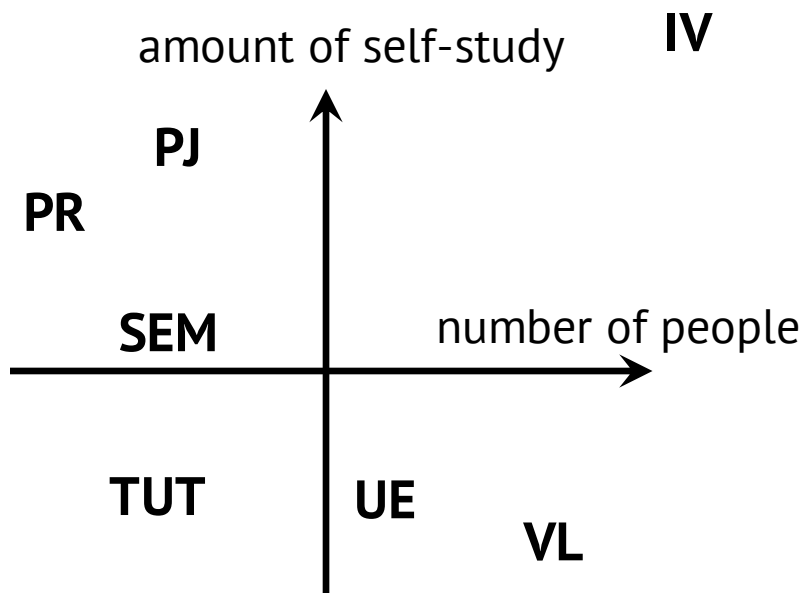 IV
amount of self-study
PJ
PR
SEM
number of people
TUT
UE
VL